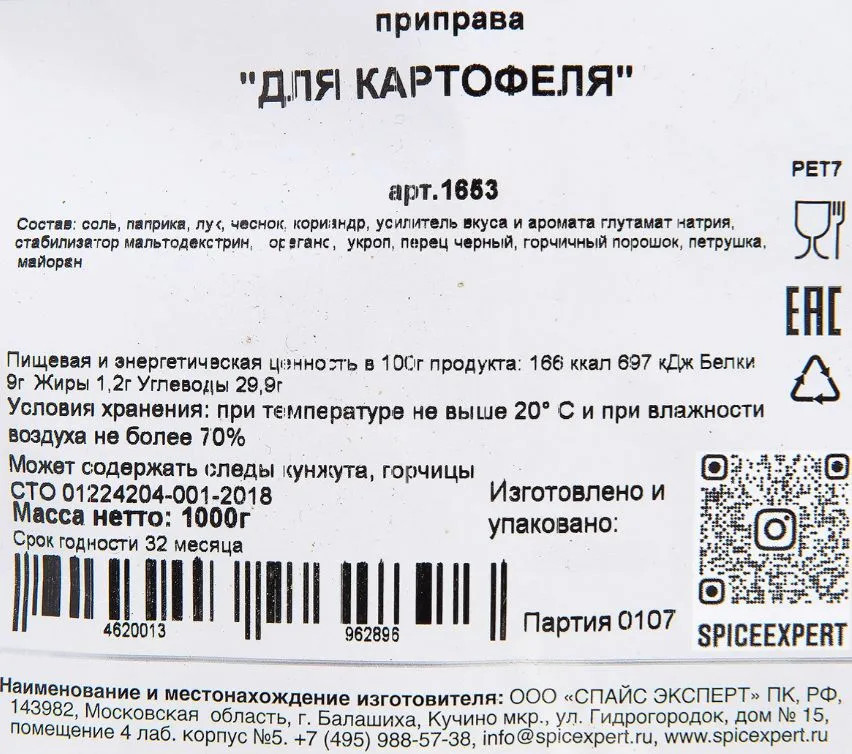 приправа
"ДЛЯ КАРТОФЕЛЯ"
арт.1653
PET7
Состав: соль, паприка, лук, чеснок, кориандр, усилитель вкуса и аромата глутамат натрия,
стабилизатор мальтодекстрин, орегано, укроп, перец черный, горчичный порошок, петрушка,
майоран
EAC
Пищевая и энергетическая ценность в 100г продукта: 166 ккал 697 кДж Белки
9г Жиры 1,2г Углеводы 29,9г
Условия хранения: при температуре не выше 20° С и при влажности
воздуха не более 70%
Может содержать следы кунжута, горчицы
СТО 01224204-001-2018
Масса нетто: 1000г
Срок годности 32 месяца
Изготовлено и
упаковано:
4620013
962896
Партия 0107
SPICEEXPERT
Наименование и местонахождение изготовителя: ООО «СПАЙС ЭКСПЕРТ» ПК, РФ,
143982, Московская область, г. Балашиха, Кучино мкр., ул. Гидрогородок, дом № 15,
помещение 4 лаб. корпус №5. +7 (495) 988-57-38, info@spicexpert.ru, www.spicexpert.ru